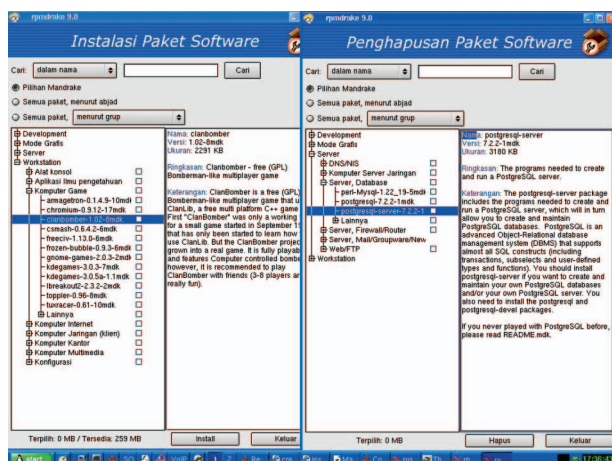 rpmdrake 9.0
Instalasi Paket Software
Cari:
dalam nama
Cari
Pilihan Mandrake
Semua paket, menurut abjad
Semua paket,
menurut grup
Development
Mode Grafis
Server
Workstation
Alat konsol
Aplikasi ilmu pengetahuan
Komputer Game
armagetron-0.1.4.9-10mdk
chromium-0.9.12-17mdk
clanbomber-1.02-8mdk
csmash-0.6.4.2-6mdk
freeciv-1.13.0-6mdk
frozen-bubble-0.9.3-6mdk
gnome-games-2.0.3-2mdk
kdegames-3.0.3-7mdk
kdegames-3.0.5a-1.1mdk
lbreakout2-2.3.2-2mdk
toppler-0.96-8mdk
tuxracer-0.61-10mdk
Lainnya
Komputer Internet
Komputer Jaringan (klien)
Komputer Kantor
Komputer Multimedia
Konfigurasi
Nama: clanbomber
Versi: 1.02-8mdk
Ukuran: 2291 KB
Ringkasan: ClanBomber - free (GPL)
Bomberman-like multiplayer game
Keterangan: ClanBomber is a free (GPL)
Bomberman-like multiplayer game that u
ClanLib, a free multi platform C++ game
First "ClanBomber" was only a working
for a small game started in September 19
that has only been started to learn how
use ClanLib. But the ClanBomber projec
grown into a real game. It is fully playabl
and features Computer controlled bombe
however, it is recommended to play
ClanBomber with friends (3-8 players ar
really fun).
Terpilih: 0 MB / Tersedia: 259 MB
Install
Keluar
rpmdrake 9.0
Penghapusan Paket Software
Cari:
dalam nama
Cari
Pilihan Mandrake
Semua paket, menurut abjad
Semua paket,
menurut grup
Development
Mode Grafis
Server
DNS/NIS
Komputer Server Jaringan
Server, Database
perl-Mysql-1.22_19-5mdk
postgresql-7.2.2-1mdk
postgresql-server-7.2.2-1
Lainnya
Server, Firewall/Router
Server, Mail/Groupware/New
Web/FTP
Workstation
Nama: postgresql-server
Versi: 7.2.2-1mdk
Ukuran: 3180 KB
Ringkasan: The programs needed to create
and run a PostgreSQL server.
Keterangan: The postgresql-server package
includes the programs needed to create and
run a PostgreSQL server, which will in turn
allow you to create and maintain
PostgreSQL databases. PostgreSQL is an
advanced Object-Relational database
management system (DBMS) that supports
almost all SQL constructs (including
transactions, subselects and user-defined
types and functions). You should install
postgresql-server if you want to create and
maintain your own PostgreSQL databases
and/or your own PostgreSQL server. You
also need to install the postgresql and
postgresql-devel packages.
If you never played with PostgreSQL before,
please read README.mdk.
Terpilih: 0 MB
Hapus
Keluar
start
VoIP
1
2